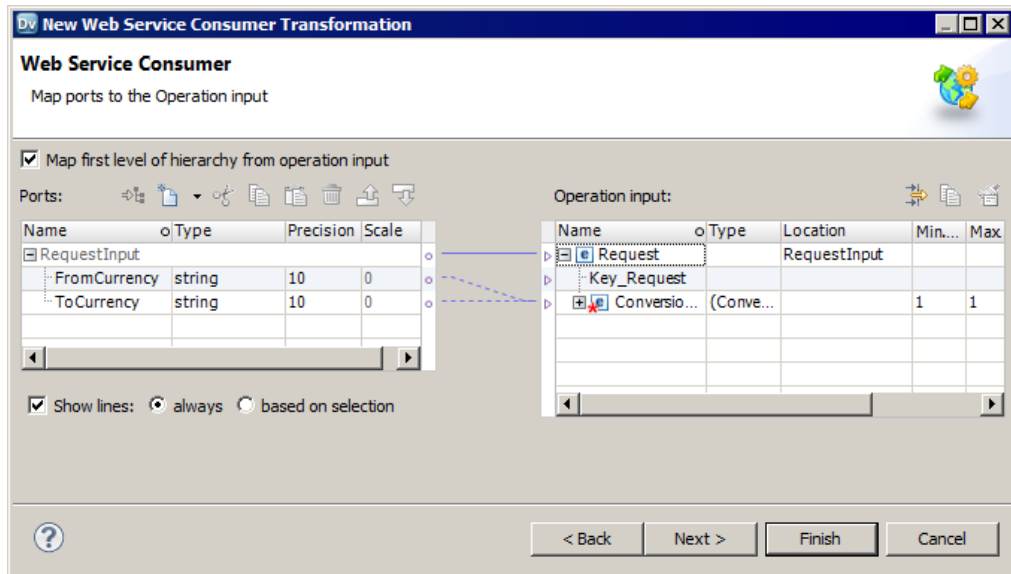 Dv New Web Service Consumer Transformation
Web Service Consumer
Map ports to the Operation input
Map first level of hierarchy from operation input
Ports: Operation input:
Name Type Precision Scale Name Type Location Min.... Max
RequestInput Request RequestInput
FromCurrency string 10 0 Key_Request
ToCurrency string 10 0 Conversio... (Conve... 1 1
Show lines: always based on selection
? < Back Next > Finish Cancel